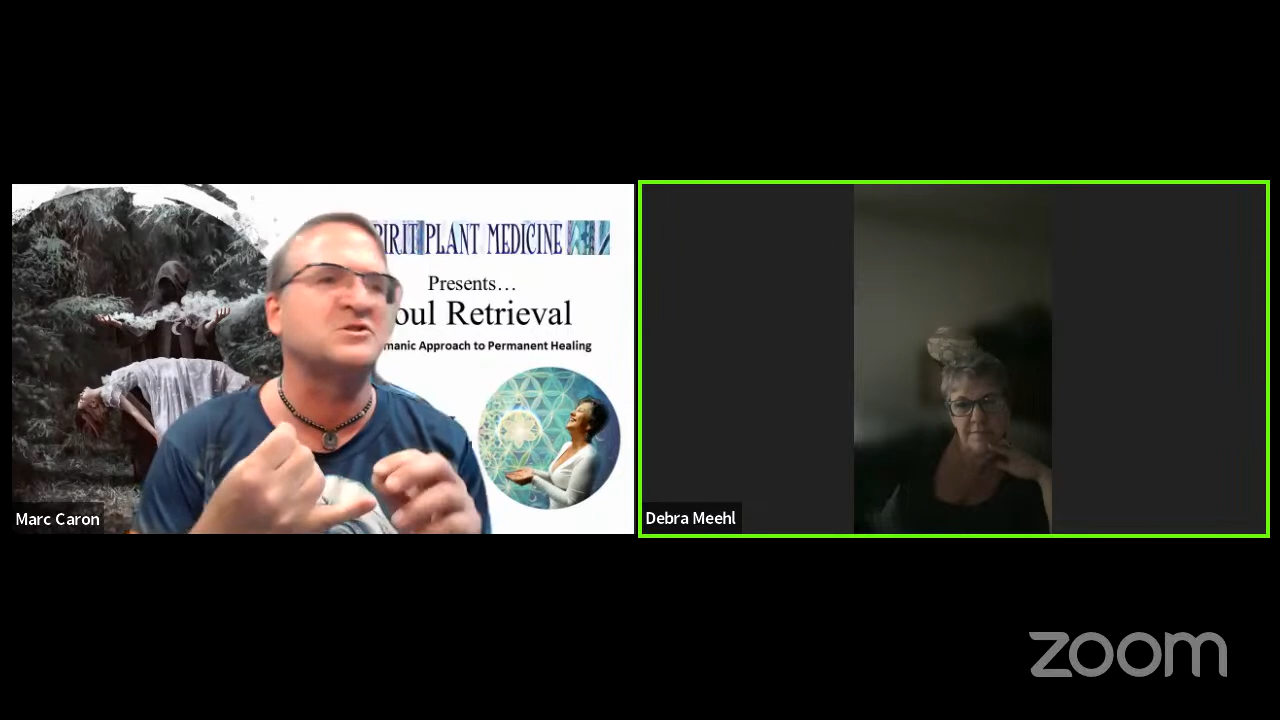 PIRIT PLANT MEDICINE
Presents…
oul Retrieval
manic Approach to Permanent Healing
Marc Caron
Debra Meehl
zoom